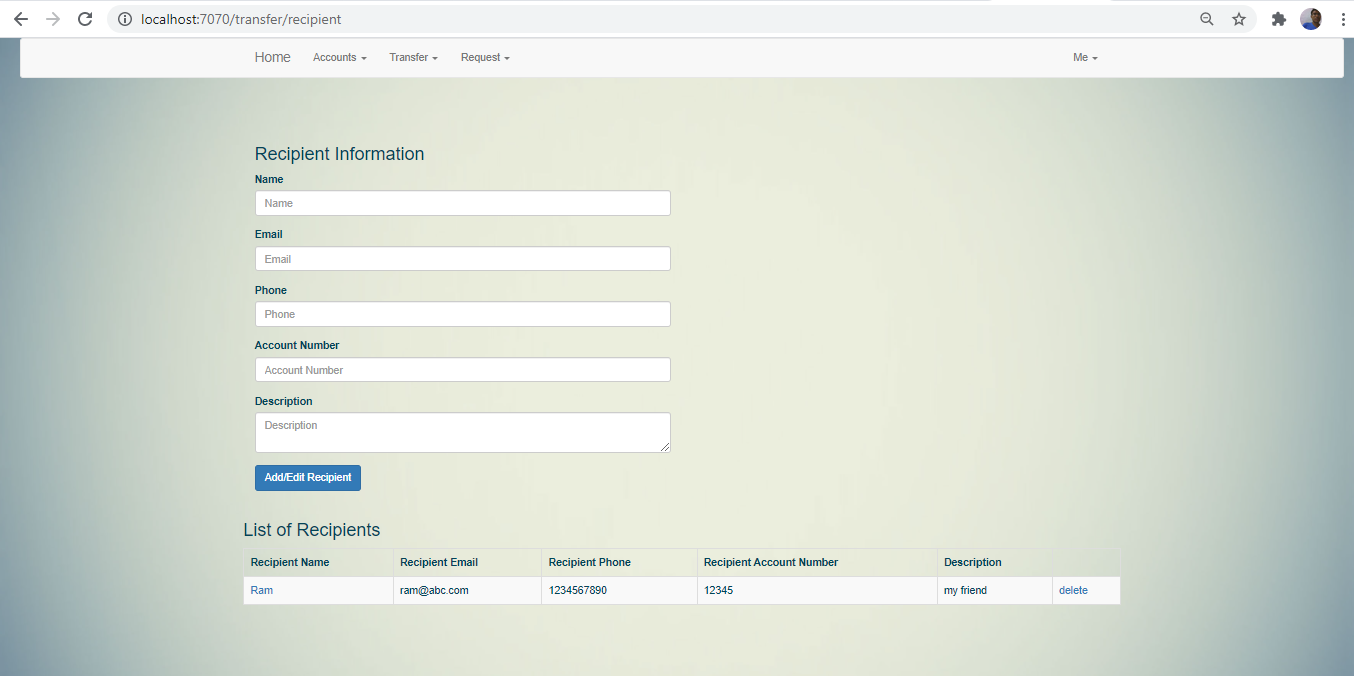 localhost:7070/transfer/recipient
Home Accounts Transfer Request Me
Recipient Information
Name
Name
Email
Email
Phone
Phone
Account Number
Account Number
Description
Description
Add/Edit Recipient
List of Recipients
Recipient Name Recipient Email Recipient Phone Recipient Account Number Description
Ram ram@abc.com 1234567890 12345 my friend delete